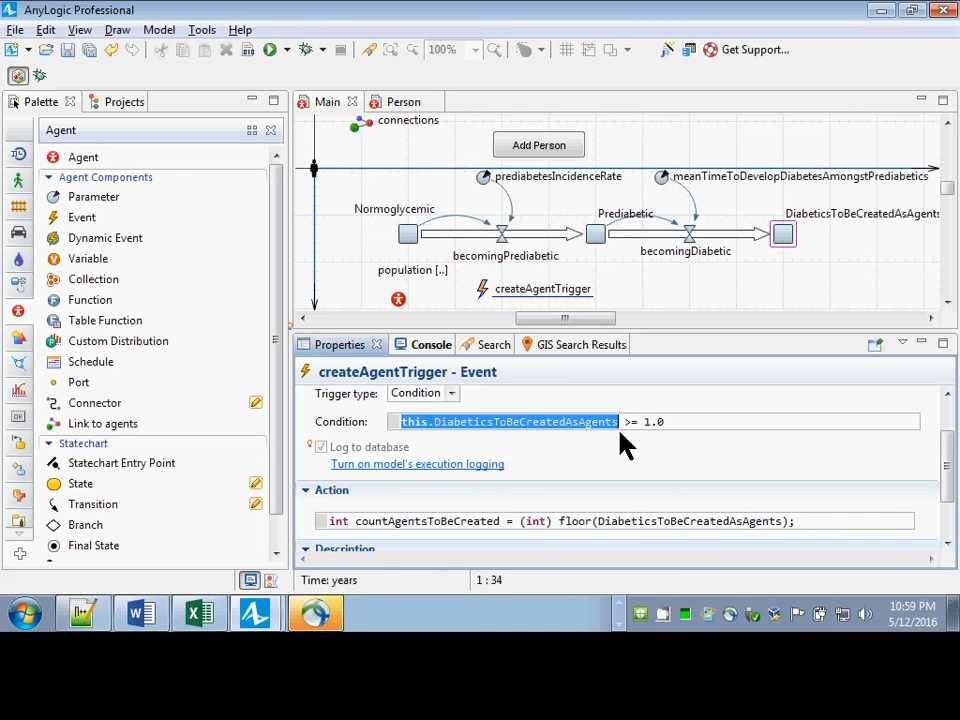 AnyLogic Professional
File Edit View Draw Model Tools Help
100% Get Support...
Palette Projects
Main Person
Agent
Agent
Agent Components
Parameter
Event
Dynamic Event
Variable
Collection
Function
Table Function
Custom Distribution
Schedule
Port
Connector
Link to agents
Statechart
Statechart Entry Point
State
Transition
Branch
Final State
connections
Add Person
prediabetesIncidenceRate
meanTimeToDevelopDiabetesAmongstPrediabetics
Normoglycemic
Prediabetic
DiabeticsToBeCreatedAsAgents
becomingPrediabetic
becomingDiabetic
population [..]
createAgentTrigger
Properties Console Search GIS Search Results
createAgentTrigger - Event
Trigger type: Condition
Condition: this.DiabeticsToBeCreatedAsAgents >= 1.0
Log to database
Turn on model's execution logging
Action
int countAgentsToBeCreated = (int) floor(DiabeticsToBeCreatedAsAgents);
Description
Time: years 1 : 34
10:59 PM
5/12/2016